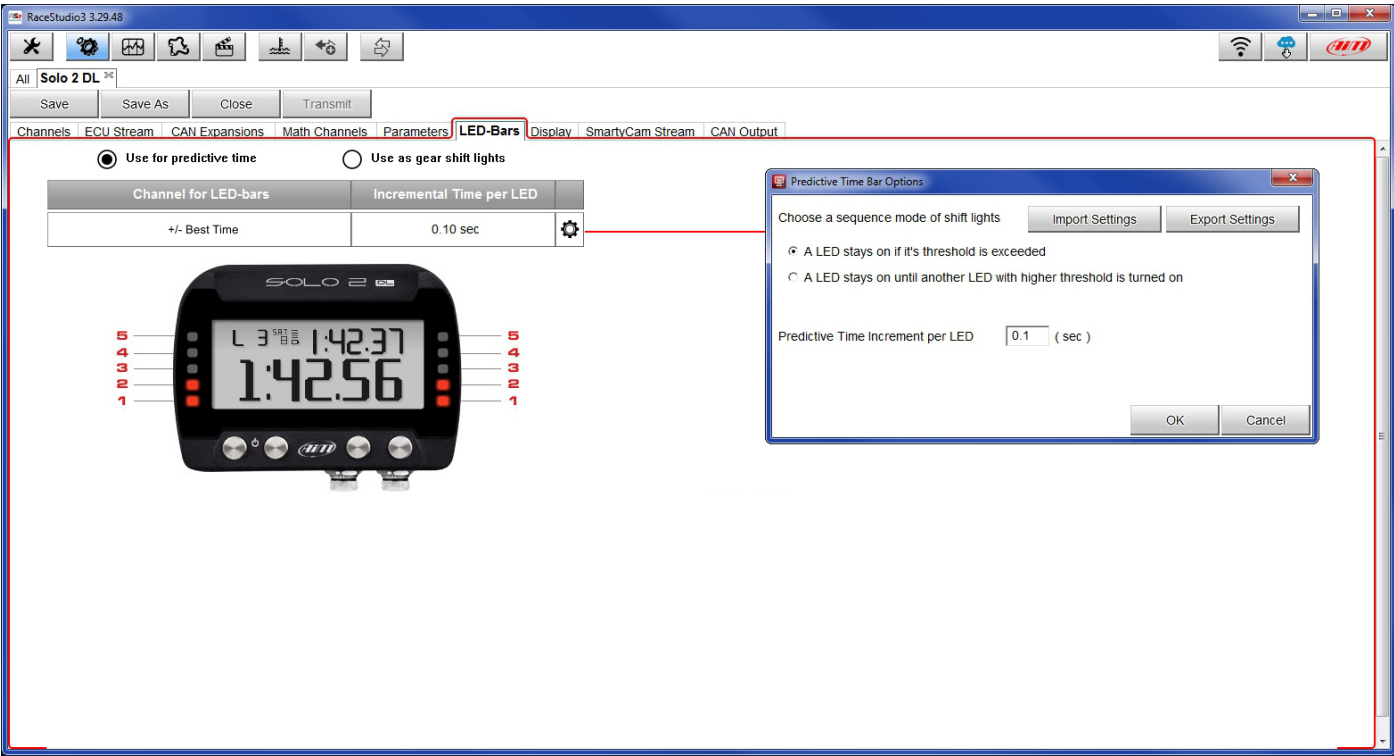 RaceStudio3 3.29.48
AiM
All Solo 2 DL
Save Save As Close Transmit
Channels ECU Stream CAN Expansions Math Channels Parameters LED-Bars Display SmartyCam Stream CAN Output
Use for predictive time Use as gear shift lights
Channel for LED-bars Incremental Time per LED
+/- Best Time 0.10 sec
SOLO 2 DL
5 5
4 4
3 3
2 2
1 1
L 3 1:42.37
1:42.56
AiM
Predictive Time Bar Options
Choose a sequence mode of shift lights Import Settings Export Settings
A LED stays on if it's threshold is exceeded
A LED stays on until another LED with higher threshold is turned on
Predictive Time Increment per LED 0.1 ( sec )
OK Cancel